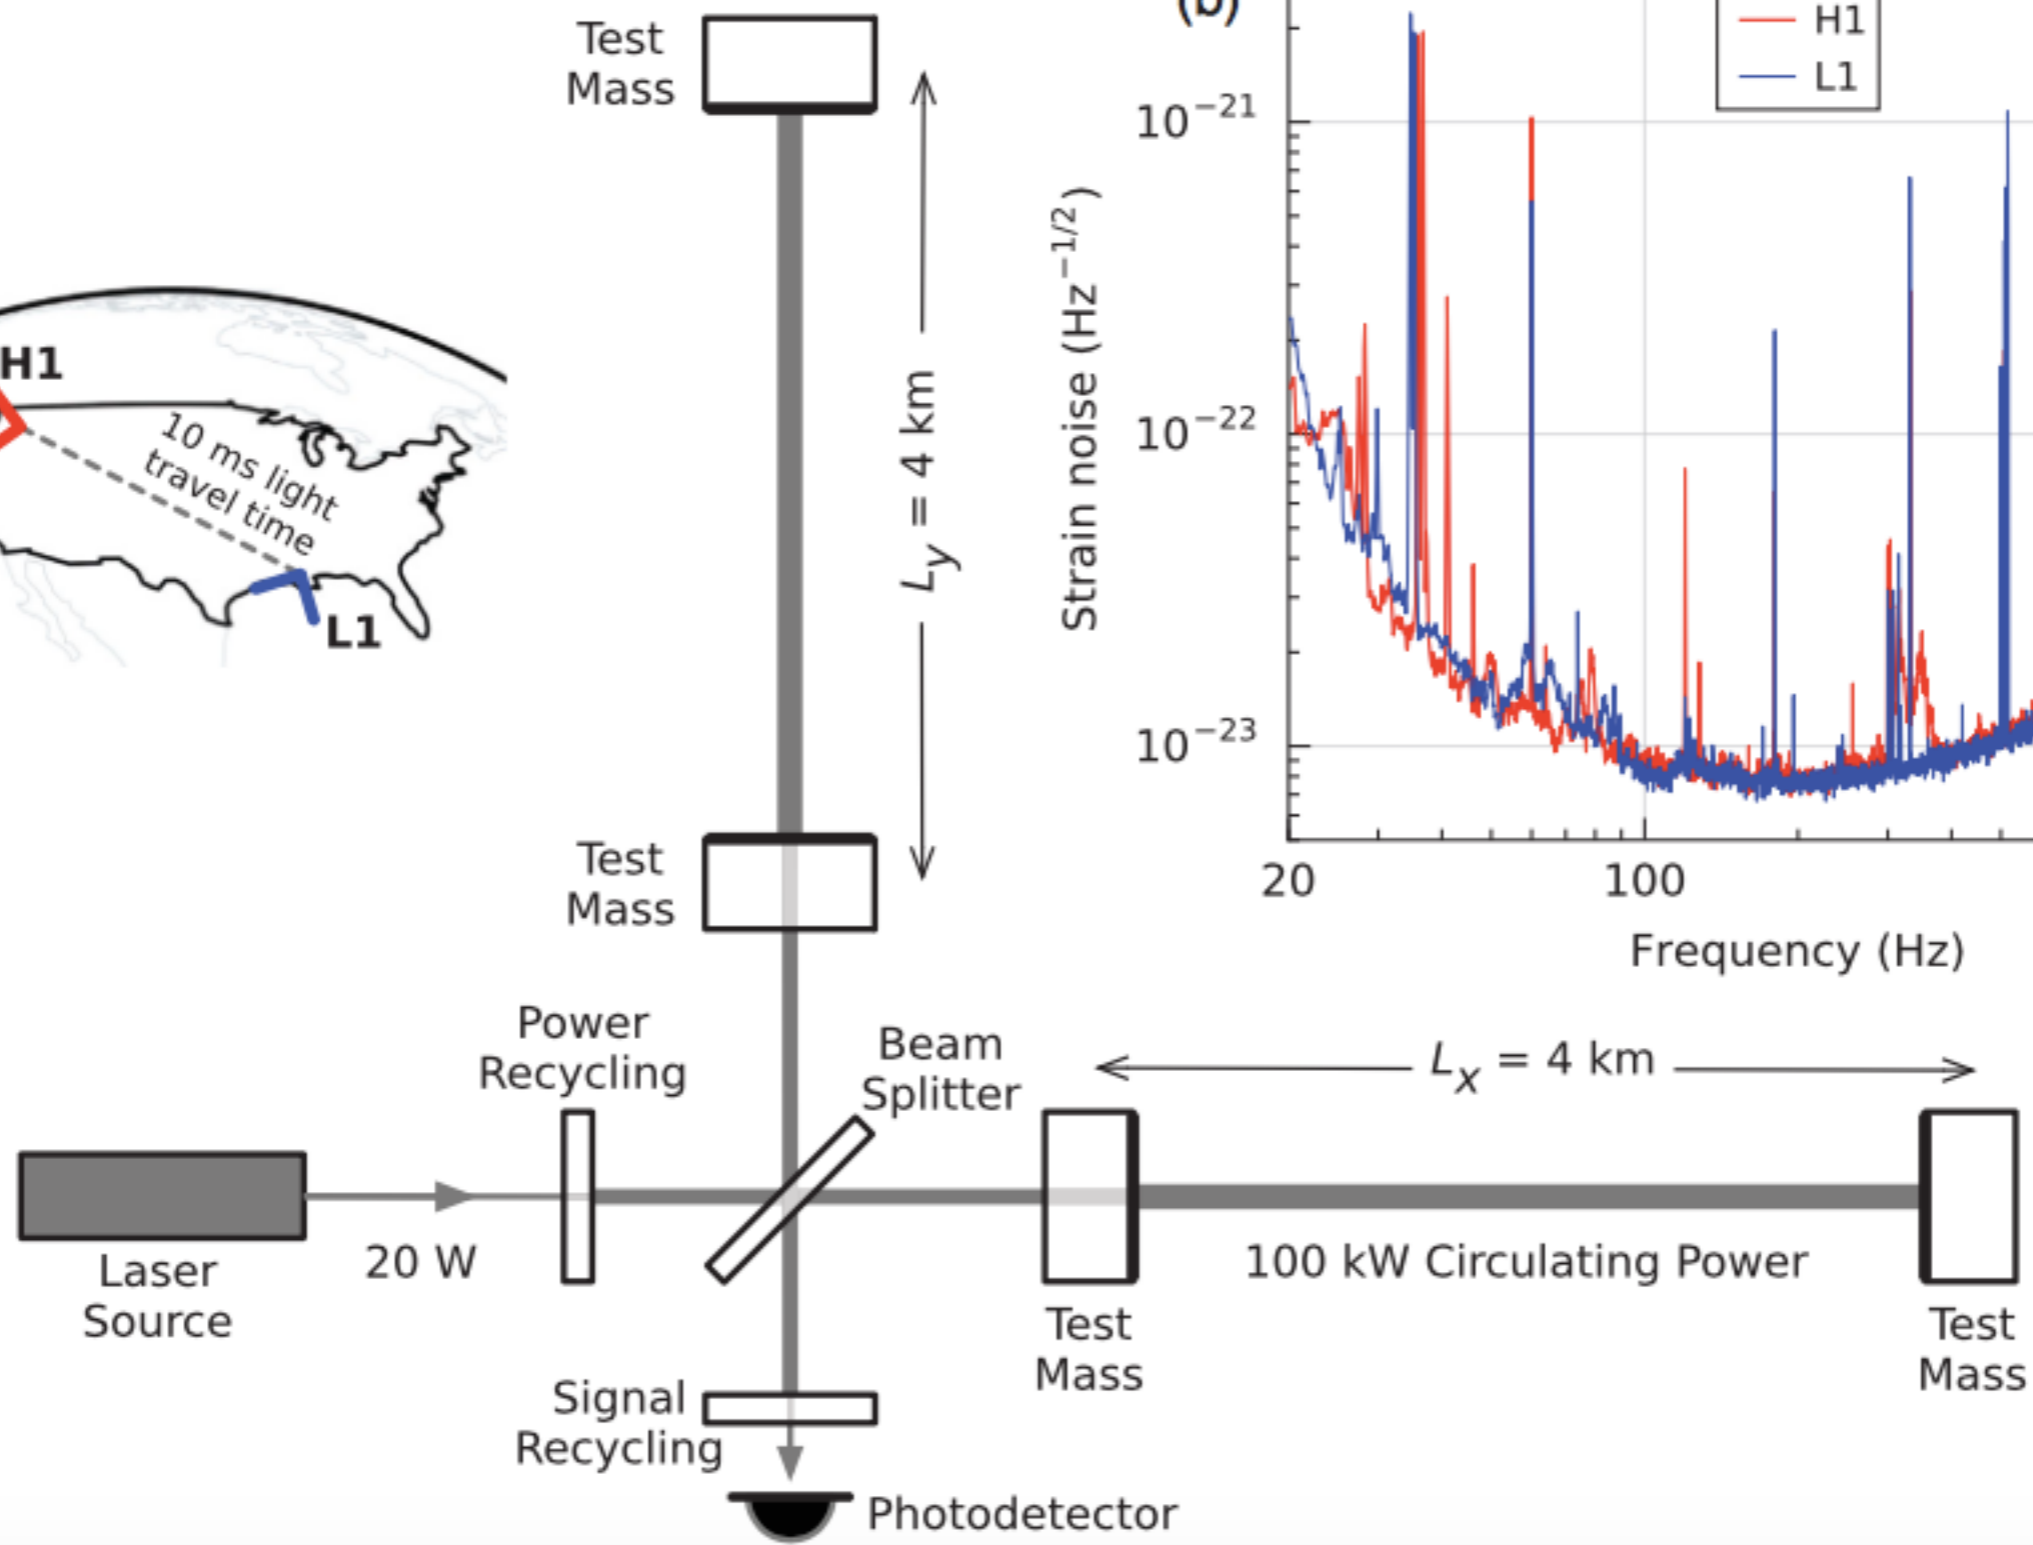 Test
Mass
(b)
H1
L1
10⁻²¹
10⁻²²
10⁻²³
Strain noise (Hz⁻¹/²)
20
100
Frequency (Hz)
H1
10 ms light
travel time
L1
L_y = 4 km
Test
Mass
Power
Recycling
Beam
Splitter
L_x = 4 km
Laser
Source
20 W
100 kW Circulating Power
Test
Mass
Test
Mass
Signal
Recycling
Photodetector